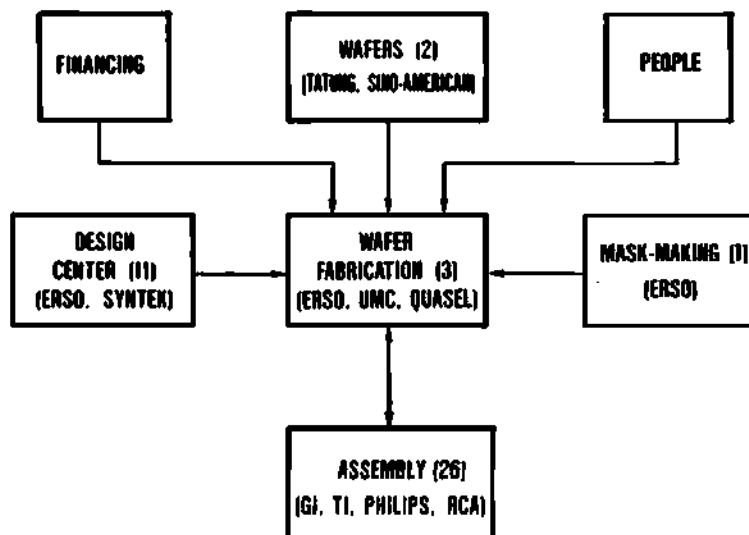 FINANCING
WAFERS (2)
(TATUNG, SINO-AMERICAN)
PEOPLE
DESIGN
CENTER (11)
(ERSO, SYNTEK)
WAFER
FABRICATION (3)
(ERSO, UMC, QUASEL)
MASK-MAKING (1)
(ERSO)
ASSEMBLY (26)
(GI, TI, PHILIPS, RCA)